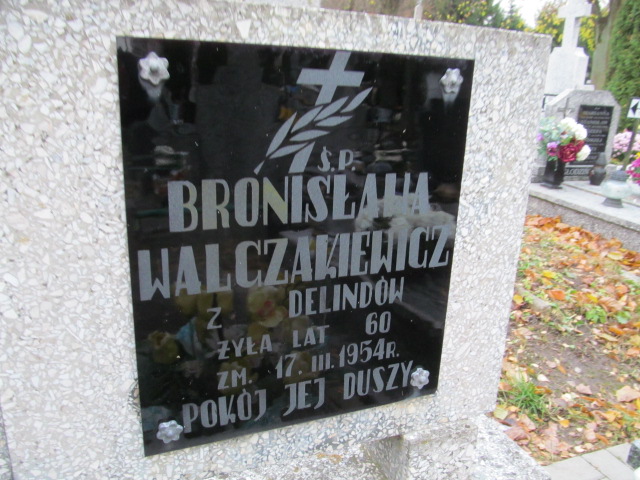 Ś.P.
BRONISŁAWA
WALCZAKIEWICZ
Z DELINDÓW
ŻYŁA LAT 60
ZM. 17. III. 1954R.
POKÓJ JEJ DUSZY